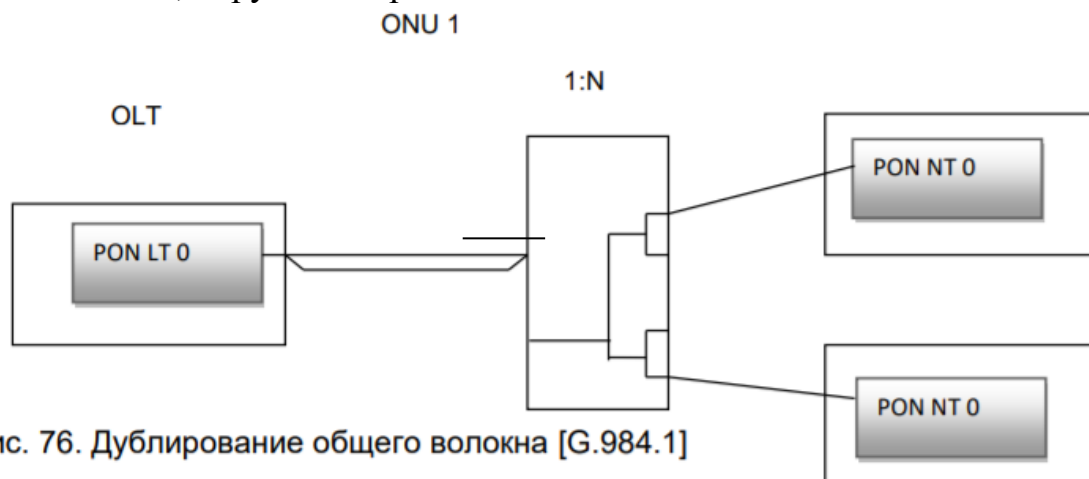 ONU 1
1:N
OLT
PON NT 0
PON LT 0
PON NT 0
ис. 76. Дублирование общего волокна [G.984.1]